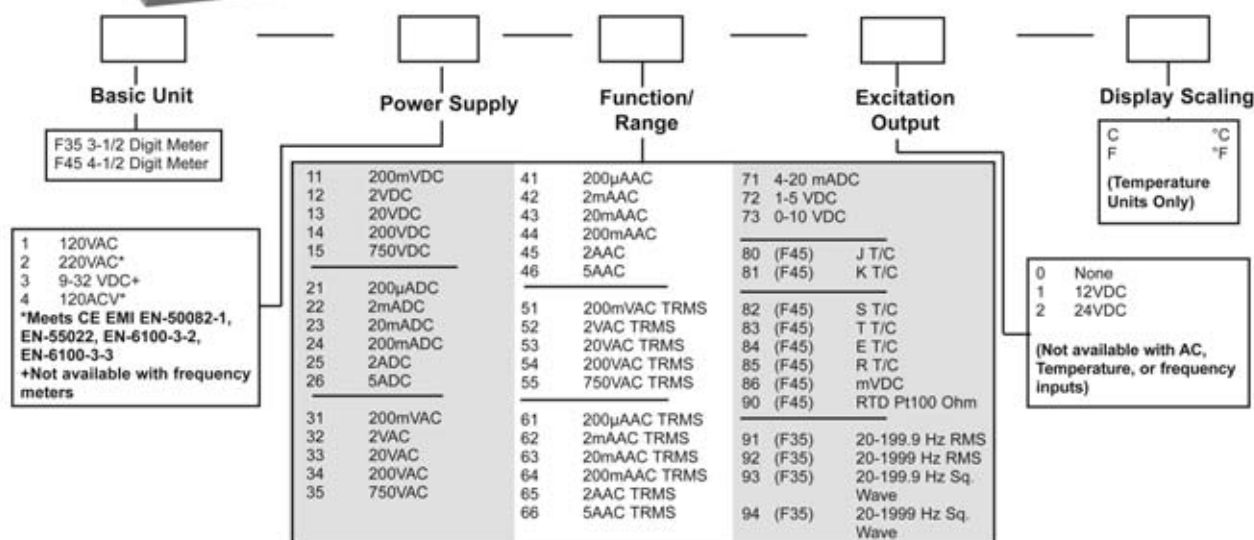 Basic Unit
F35 3-1/2 Digit Meter
F45 4-1/2 Digit Meter
Power Supply
1 120VAC
2 220VAC*
3 9-32 VDC+
4 120ACV*
*Meets CE EMI EN-50082-1,
EN-55022, EN-6100-3-2,
EN-6100-3-3
+Not available with frequency
meters
Function/
Range
11 200mVDC
12 2VDC
13 20VDC
14 200VDC
15 750VDC
21 200µADC
22 2mADC
23 20mADC
24 200mADC
25 2ADC
26 5ADC
31 200mVAC
32 2VAC
33 20VAC
34 200VAC
35 750VAC
41 200µAAC
42 2mAAC
43 20mAAC
44 200mAAC
45 2AAC
46 5AAC
51 200mVAC TRMS
52 2VAC TRMS
53 20VAC TRMS
54 200VAC TRMS
55 750VAC TRMS
61 200µAAC TRMS
62 2mAAC TRMS
63 20mAAC TRMS
64 200mAAC TRMS
65 2AAC TRMS
66 5AAC TRMS
71 4-20 mADC
72 1-5 VDC
73 0-10 VDC
80 (F45) J T/C
81 (F45) K T/C
82 (F45) S T/C
83 (F45) T T/C
84 (F45) E T/C
85 (F45) R T/C
86 (F45) mVDC
90 (F45) RTD Pt100 Ohm
91 (F35) 20-199.9 Hz RMS
92 (F35) 20-1999 Hz RMS
93 (F35) 20-199.9 Hz Sq.
Wave
94 (F35) 20-1999 Hz Sq.
Wave
Excitation
Output
0 None
1 12VDC
2 24VDC
(Not available with AC,
Temperature, or frequency
inputs)
Display Scaling
C °C
F °F
(Temperature
Units Only)